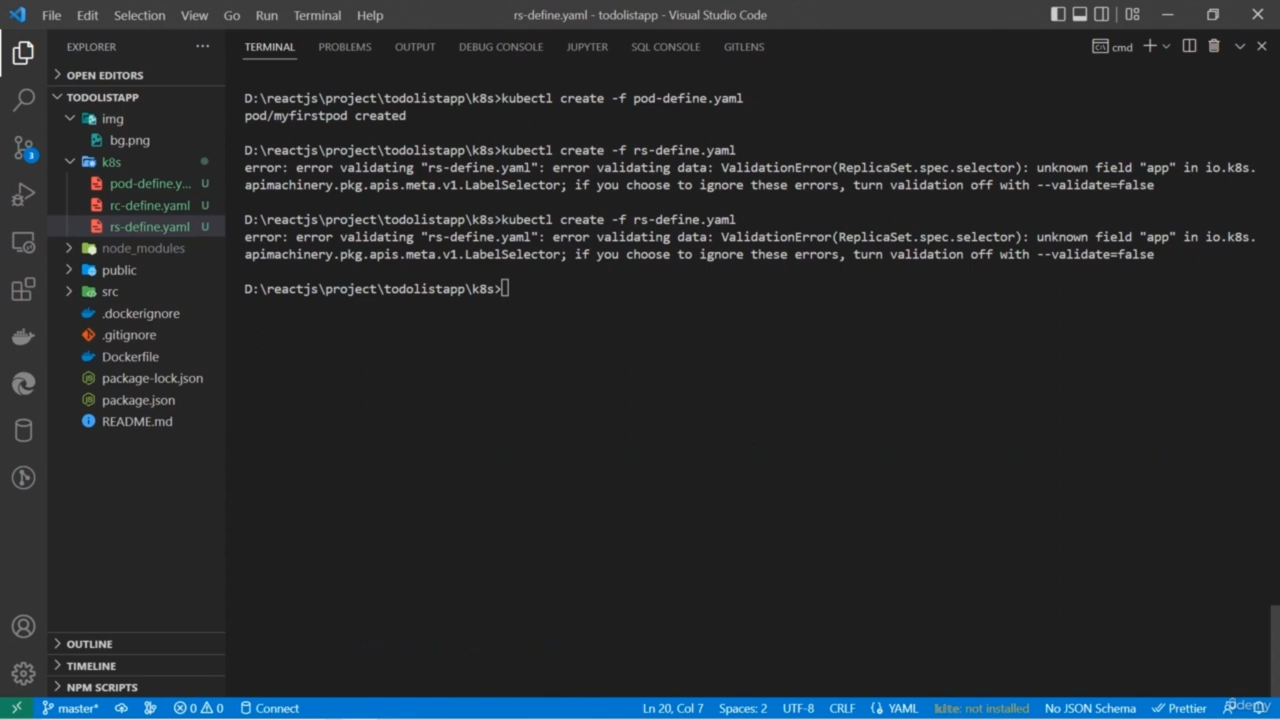 File Edit Selection View Go Run Terminal Help
rs-define.yaml - todolistapp - Visual Studio Code
EXPLORER
OPEN EDITORS
TODOLISTAPP
img
bg.png
k8s
pod-define.y... U
rc-define.yaml U
rs-define.yaml U
node_modules
public
src
.dockerignore
.gitignore
Dockerfile
package-lock.json
package.json
README.md
OUTLINE
TIMELINE
NPM SCRIPTS
3
TERMINAL PROBLEMS OUTPUT DEBUG CONSOLE JUPYTER SQL CONSOLE GITLENS
cmd
D:\reactjs\project\todolistapp\k8s>kubectl create -f pod-define.yaml
pod/myfirstpod created
D:\reactjs\project\todolistapp\k8s>kubectl create -f rs-define.yaml
error: error validating "rs-define.yaml": error validating data: ValidationError(ReplicaSet.spec.selector): unknown field "app" in io.k8s.
apimachinery.pkg.apis.meta.v1.LabelSelector; if you choose to ignore these errors, turn validation off with --validate=false
D:\reactjs\project\todolistapp\k8s>kubectl create -f rs-define.yaml
error: error validating "rs-define.yaml": error validating data: ValidationError(ReplicaSet.spec.selector): unknown field "app" in io.k8s.
apimachinery.pkg.apis.meta.v1.LabelSelector; if you choose to ignore these errors, turn validation off with --validate=false
D:\reactjs\project\todolistapp\k8s>
master* 0 0 Connect
Ln 20, Col 7 Spaces: 2 UTF-8 CRLF YAML kite: not installed No JSON Schema Prettier
Udemy